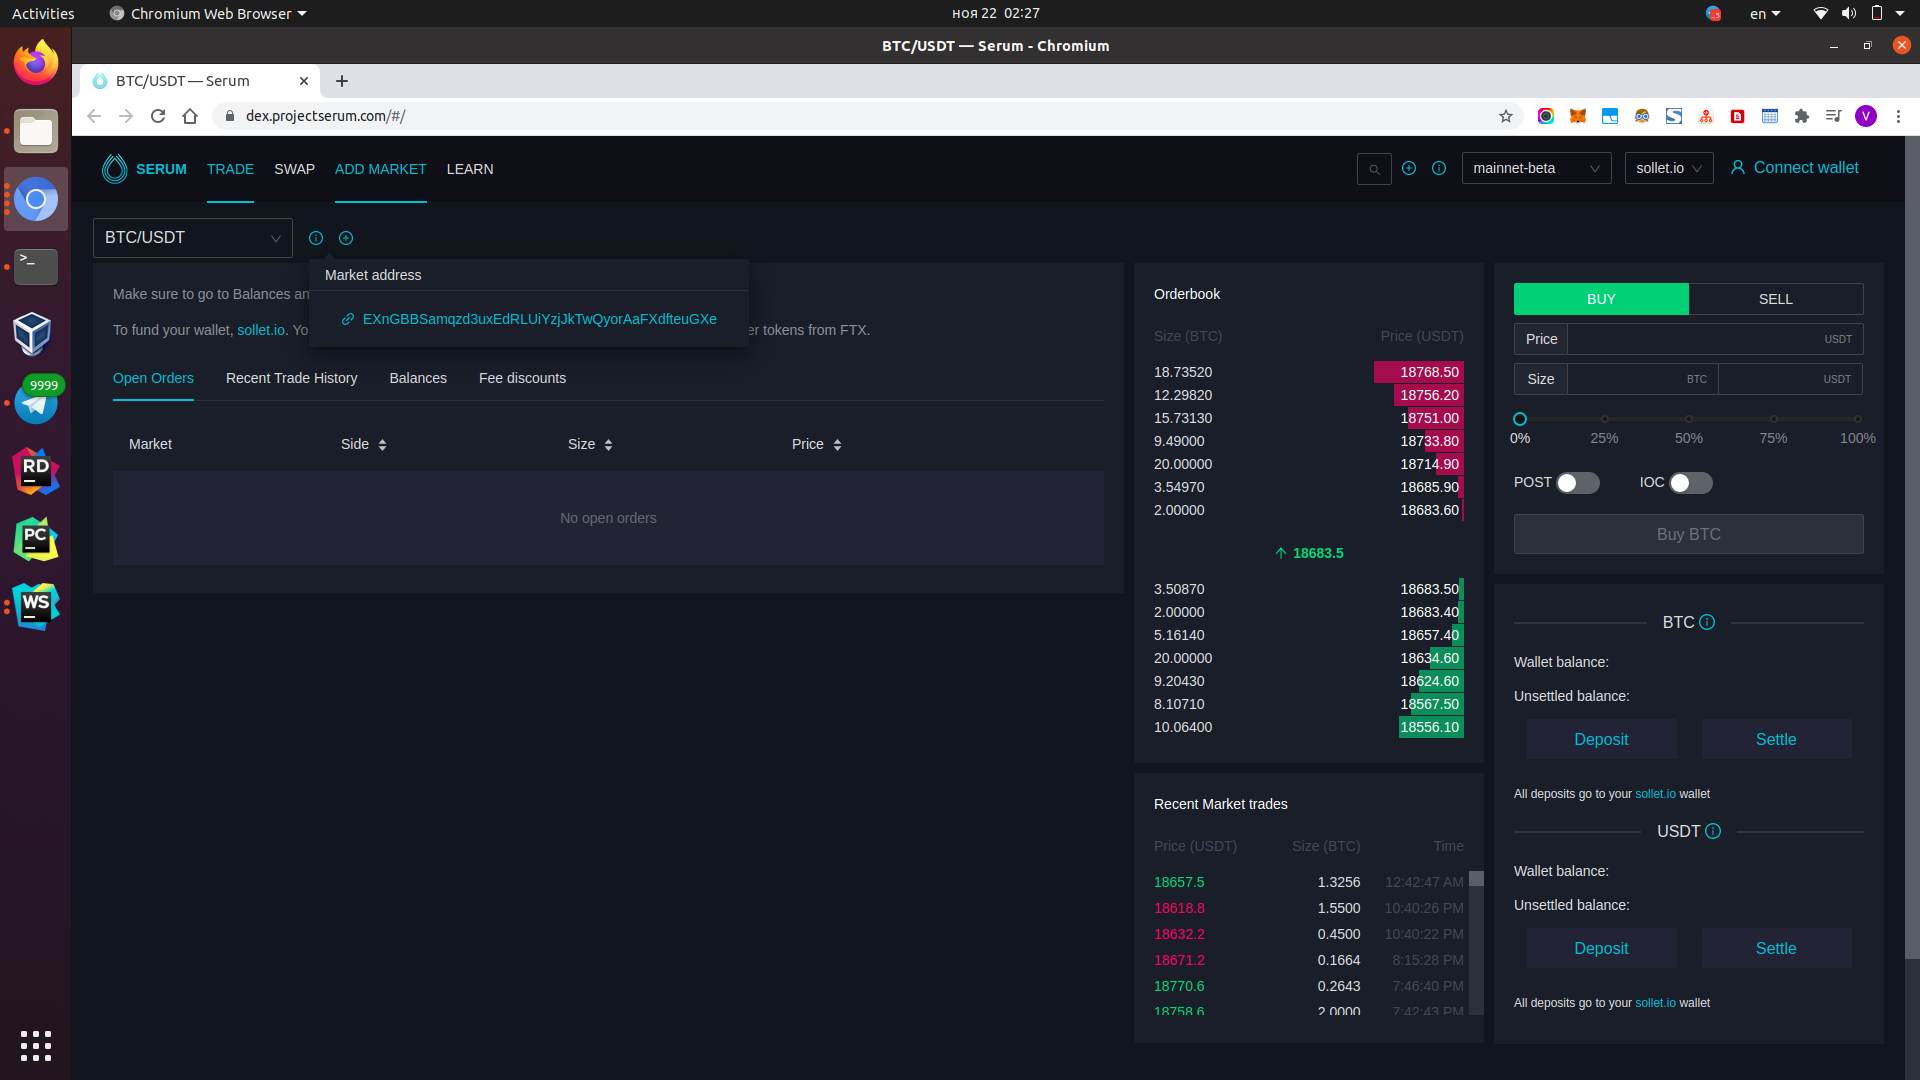 Activities
Chromium Web Browser
ноя 22 02:27
en
BTC/USDT — Serum - Chromium
BTC/USDT — Serum
dex.projectserum.com/#/
V
SERUM TRADE SWAP ADD MARKET LEARN
mainnet-beta
sollet.io
Connect wallet
BTC/USDT
Market address
EXnGBBSamqzd3uxEdRLUiYzjJkTwQyorAaFXdfteuGXe
Make sure to go to Balances an
To fund your wallet, sollet.io. Yo
er tokens from FTX.
Open Orders Recent Trade History Balances Fee discounts
Market Side Size Price
No open orders
Orderbook
Size (BTC) Price (USDT)
18.73520 18768.50
12.29820 18756.20
15.73130 18751.00
9.49000 18733.80
20.00000 18714.90
3.54970 18685.90
2.00000 18683.60
18683.5
3.50870 18683.50
2.00000 18683.40
5.16140 18657.40
20.00000 18634.60
9.20430 18624.60
8.10710 18567.50
10.06400 18556.10
Recent Market trades
Price (USDT) Size (BTC) Time
18657.5 1.3256 12:42:47 AM
18618.8 1.5500 10:40:26 PM
18632.2 0.4500 10:40:22 PM
18671.2 0.1664 8:15:28 PM
18770.6 0.2643 7:46:40 PM
18758.6 2.0000 7:42:43 PM
BUY SELL
Price USDT
Size BTC USDT
0% 25% 50% 75% 100%
POST IOC
Buy BTC
BTC
Wallet balance:
Unsettled balance:
Deposit Settle
All deposits go to your sollet.io wallet
USDT
Wallet balance:
Unsettled balance:
Deposit Settle
All deposits go to your sollet.io wallet
>_
9999
RD
PC
WS